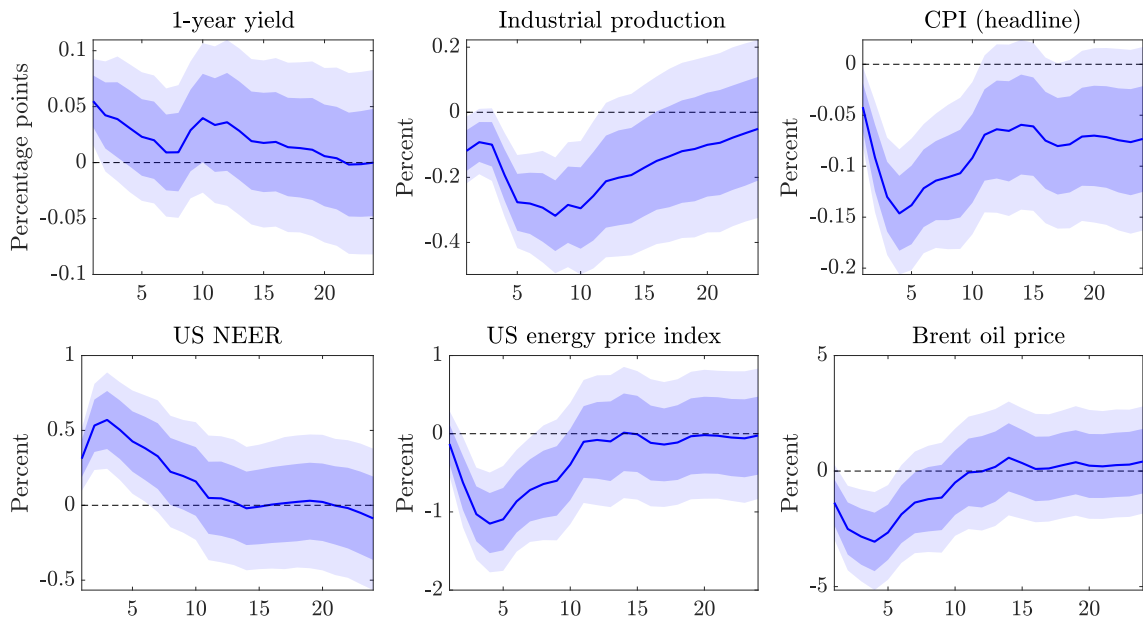 1-year yield
Percentage points
0.1
0.05
0
-0.05
-0.1
5 10 15 20
Industrial production
Percent
0.2
0
-0.2
-0.4
5 10 15 20
CPI (headline)
Percent
0
-0.05
-0.1
-0.15
-0.2
5 10 15 20
US NEER
Percent
1
0.5
0
-0.5
5 10 15 20
US energy price index
Percent
1
0
-1
-2
5 10 15 20
Brent oil price
Percent
5
0
-5
5 10 15 20